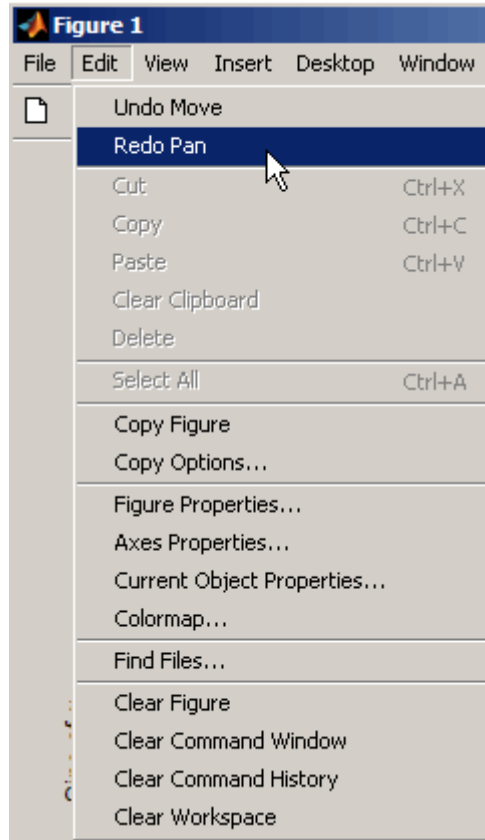 Figure 1
File Edit View Insert Desktop Window
Undo Move
Redo Pan
Cut Ctrl+X
Copy Ctrl+C
Paste Ctrl+V
Clear Clipboard
Delete
Select All Ctrl+A
Copy Figure
Copy Options...
Figure Properties...
Axes Properties...
Current Object Properties...
Colormap...
Find Files...
Clear Figure
Clear Command Window
Clear Command History
Clear Workspace